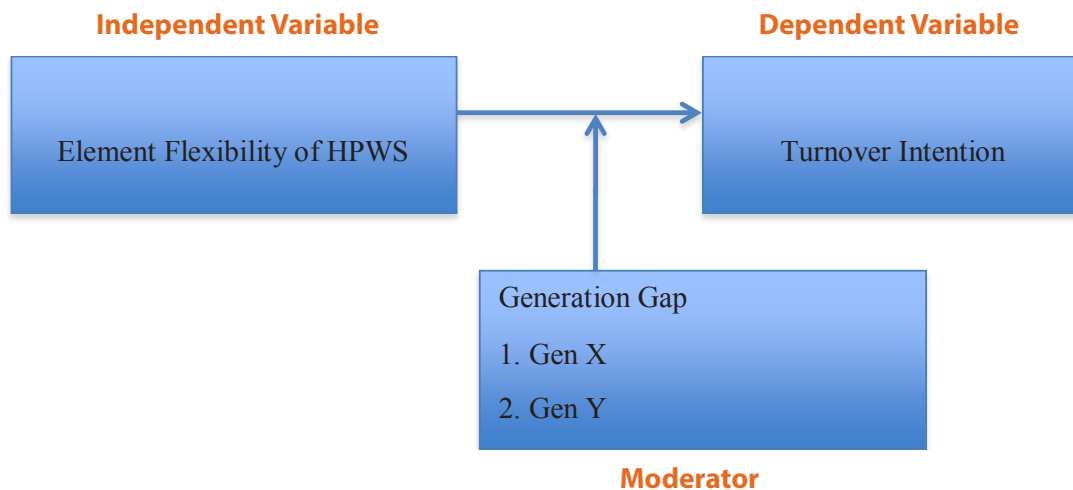 Independent Variable
Dependent Variable
Element Flexibility of HPWS
Turnover Intention
Generation Gap
1. Gen X
2. Gen Y
Moderator